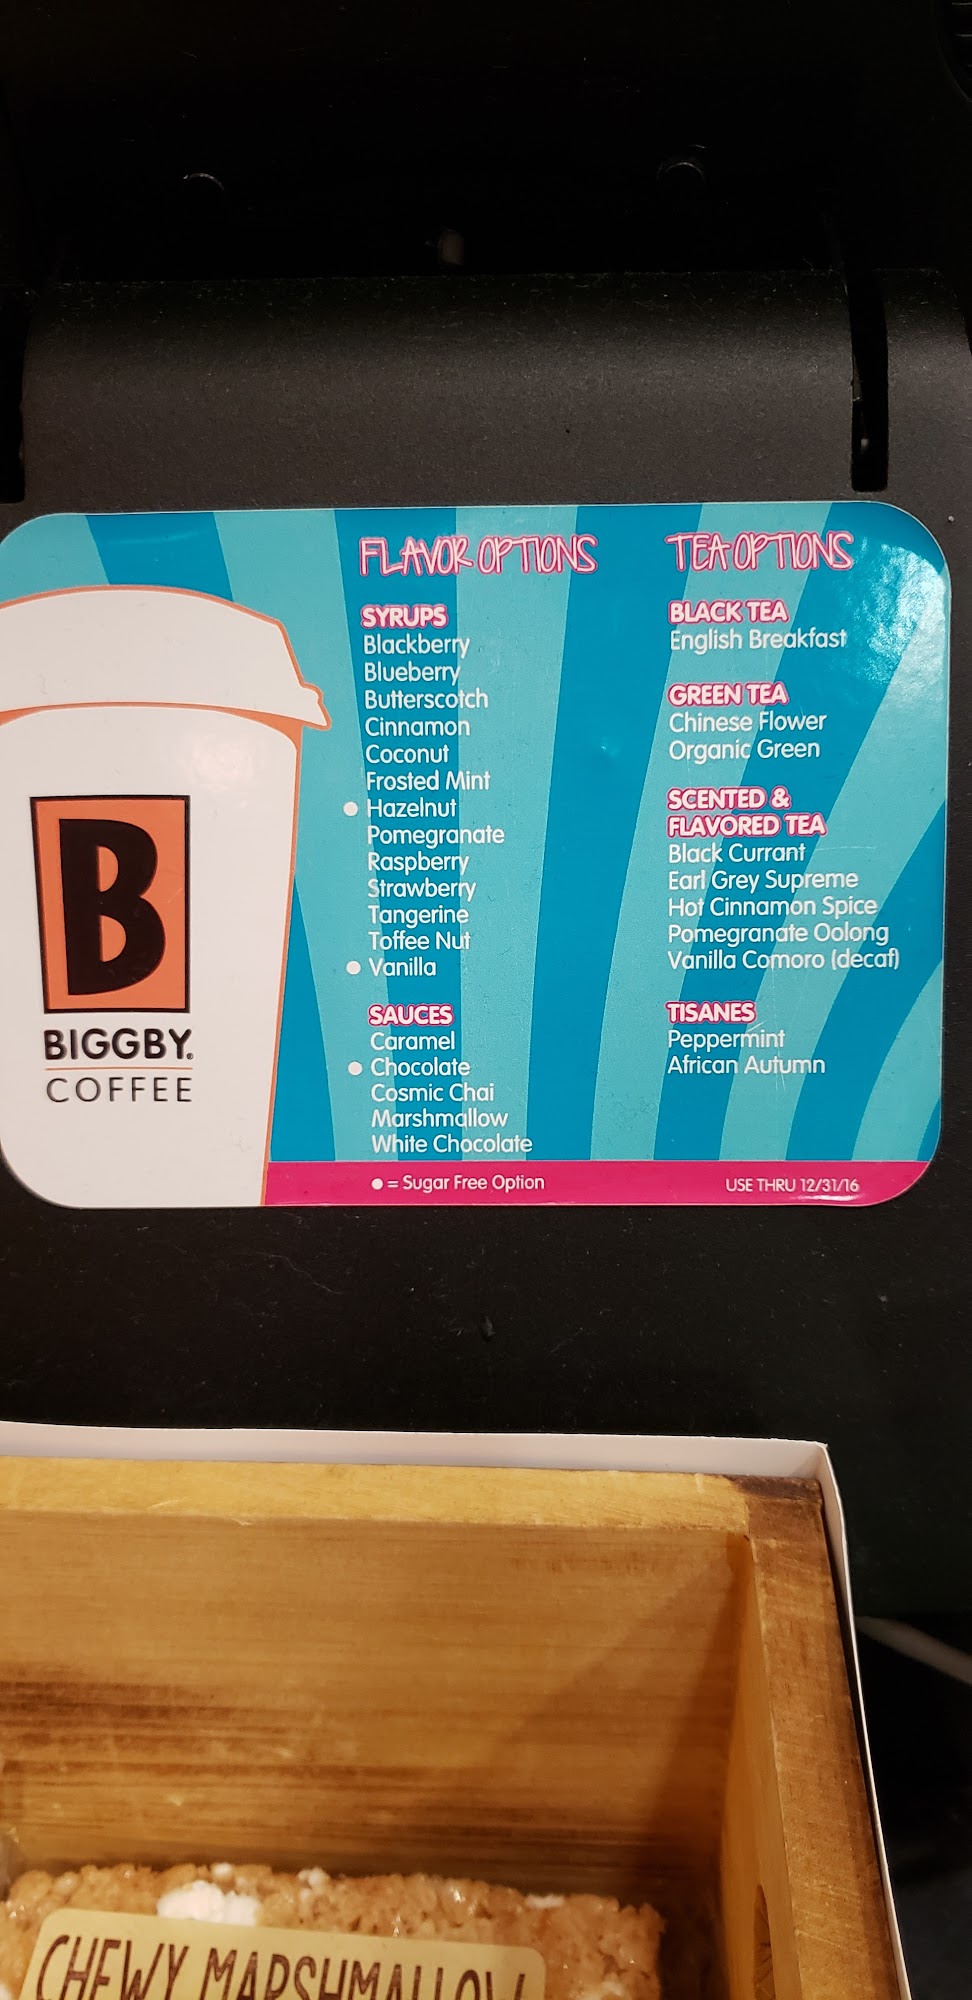 B
BIGGBY.
COFFEE
FLAVOR OPTIONS
SYRUPS
Blackberry
Blueberry
Butterscotch
Cinnamon
Coconut
Frosted Mint
● Hazelnut
Pomegranate
Raspberry
Strawberry
Tangerine
Toffee Nut
● Vanilla
SAUCES
Caramel
● Chocolate
Cosmic Chai
Marshmallow
White Chocolate
● = Sugar Free Option
TEA OPTIONS
BLACK TEA
English Breakfast
GREEN TEA
Chinese Flower
Organic Green
SCENTED &
FLAVORED TEA
Black Currant
Earl Grey Supreme
Hot Cinnamon Spice
Pomegranate Oolong
Vanilla Comoro (decaf)
TISANES
Peppermint
African Autumn
USE THRU 12/31/16
CHEWY MARSHMALLOW